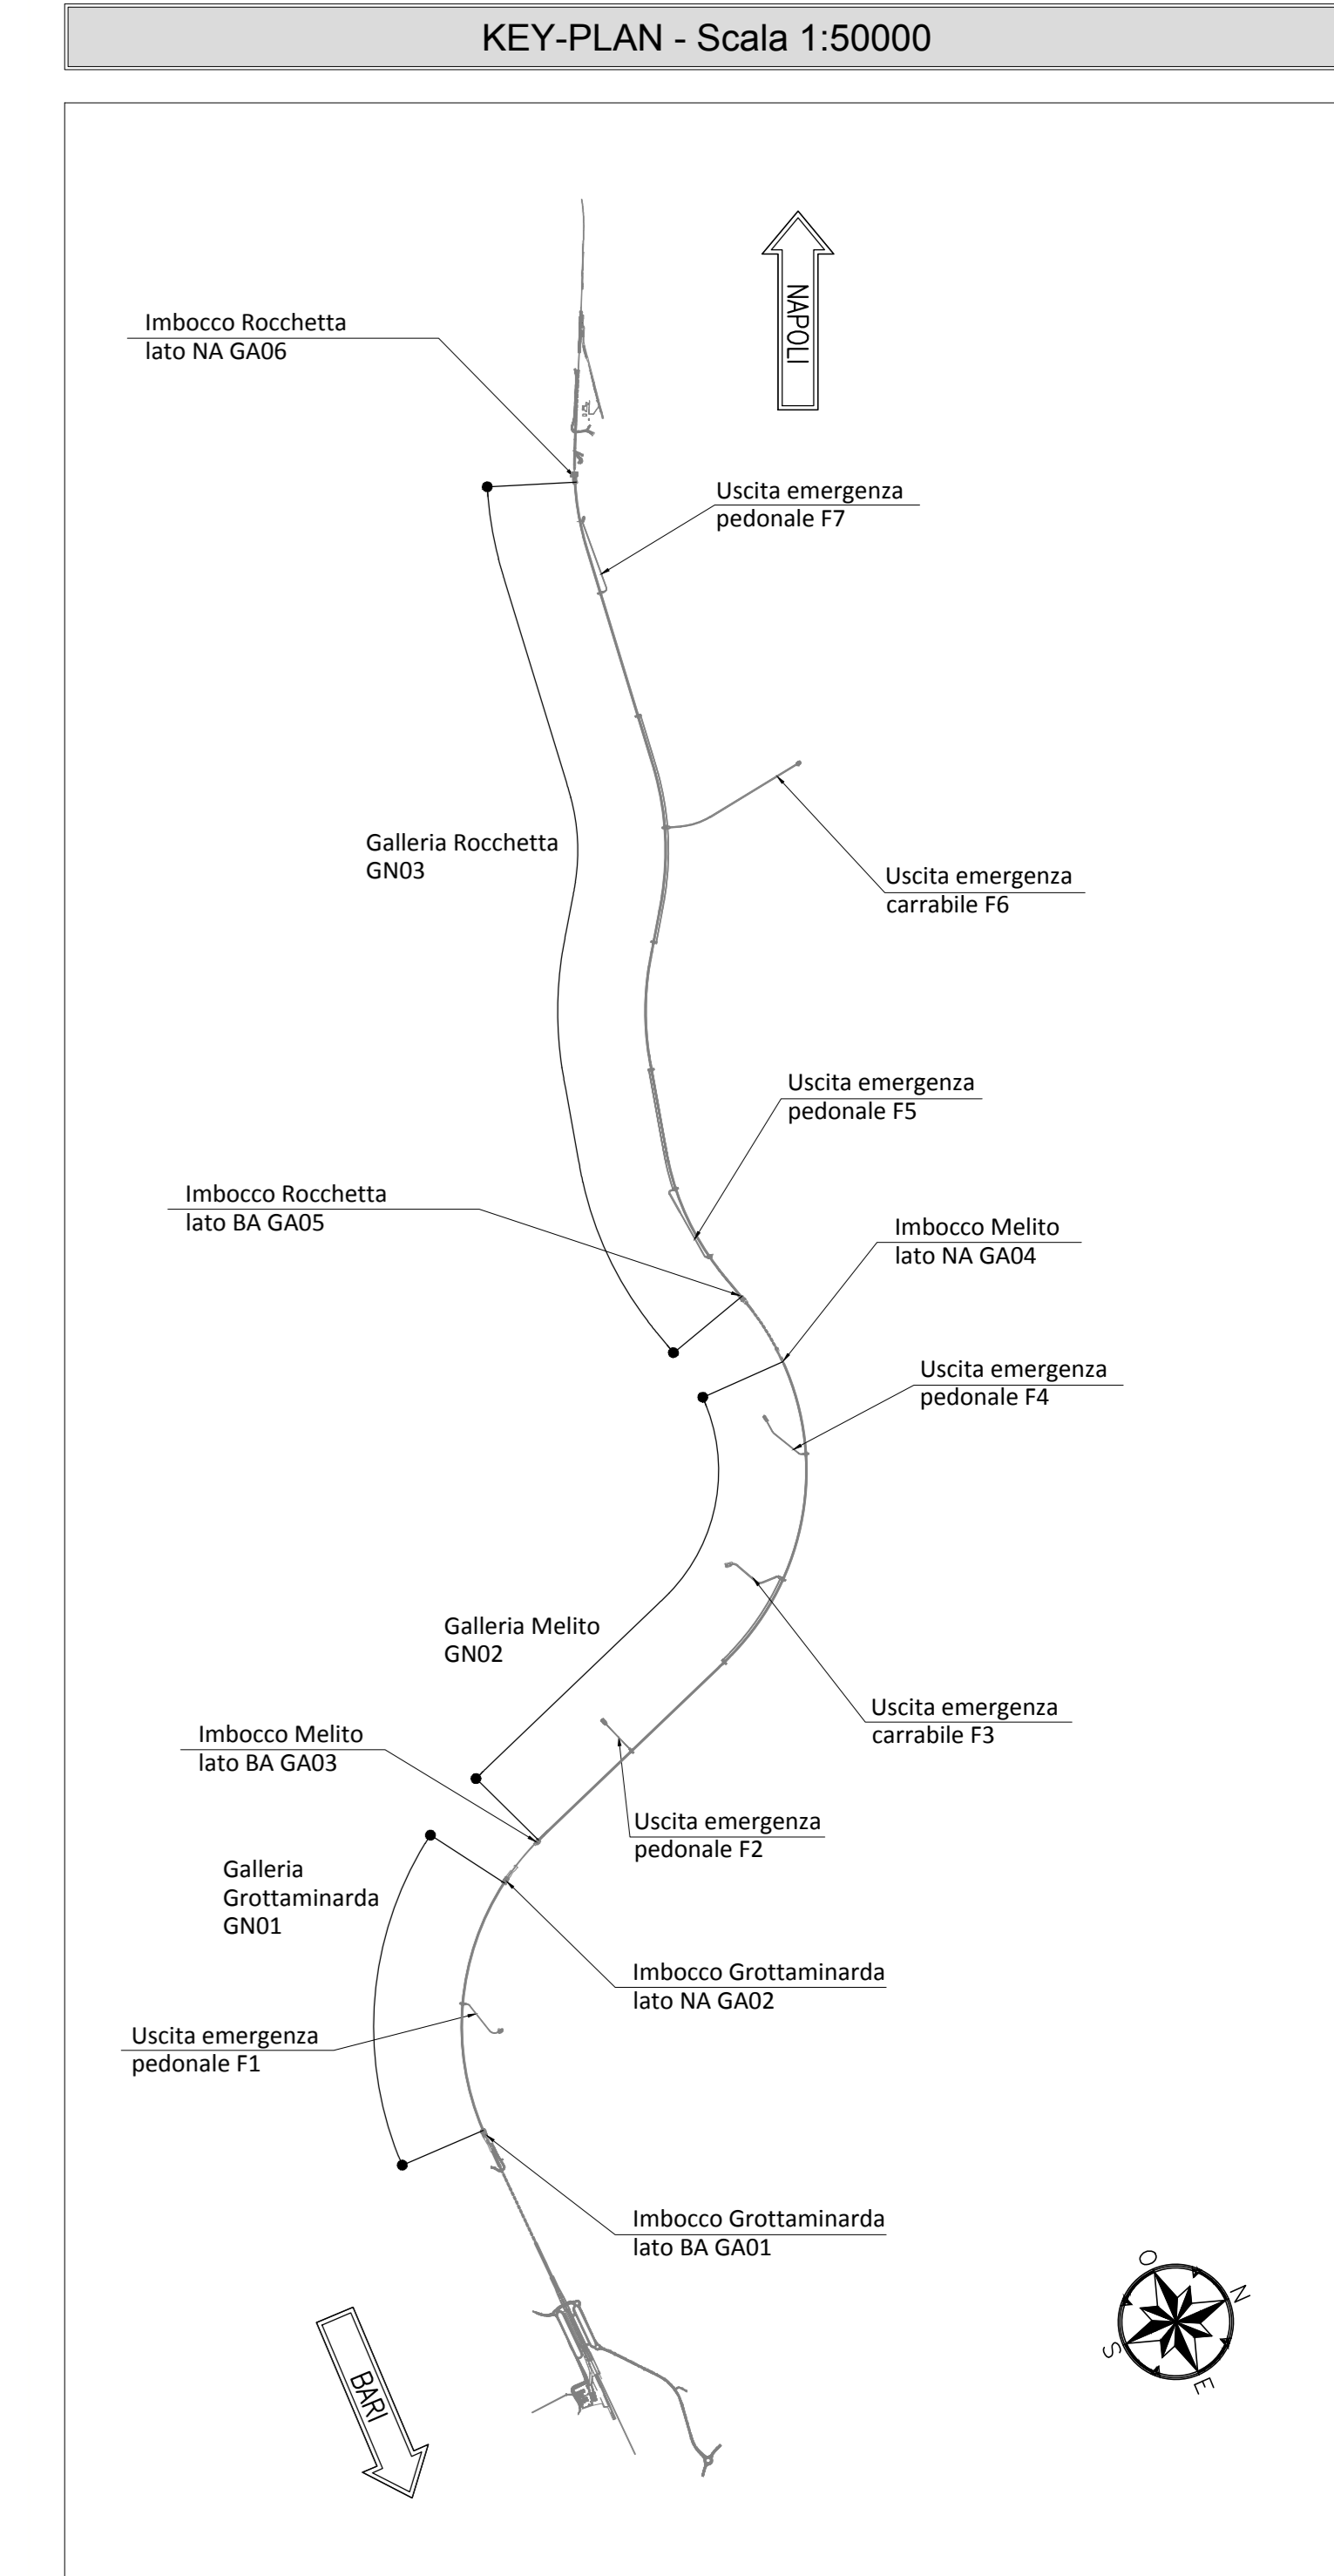 KEY-PLAN - Scala 1:50000
NAPOLI
Imbocco Rocchetta
lato NA GA06
Uscita emergenza
pedonale F7
Galleria Rocchetta
GN03
Uscita emergenza
carrabile F6
Uscita emergenza
pedonale F5
Imbocco Rocchetta
lato BA GA05
Imbocco Melito
lato NA GA04
Uscita emergenza
pedonale F4
Galleria Melito
GN02
Uscita emergenza
carrabile F3
Imbocco Melito
lato BA GA03
Uscita emergenza
pedonale F2
Galleria
Grottaminarda
GN01
Imbocco Grottaminarda
lato NA GA02
Uscita emergenza
pedonale F1
Imbocco Grottaminarda
lato BA GA01
O
N
S
E
BARI